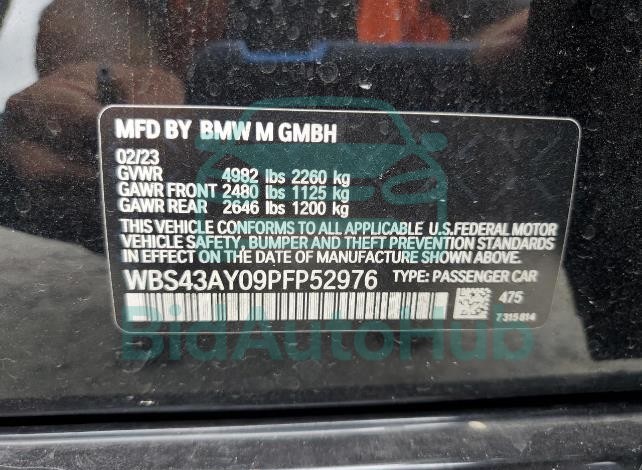 MFD BY BMW M GMBH
02/23
GVWR 4982 lbs 2260 kg
GAWR FRONT 2480 lbs 1125 kg
GAWR REAR 2646 lbs 1200 kg
THIS VEHICLE CONFORMS TO ALL APPLICABLE U.S.FEDERAL MOTOR
VEHICLE SAFETY, BUMPER AND THEFT PREVENTION STANDARDS
IN EFFECT ON THE DATE OF MANUFACTURE SHOWN ABOVE.
WBS43AY09PFP52976 TYPE: PASSENGER CAR
475
7315814
BidAutoHub